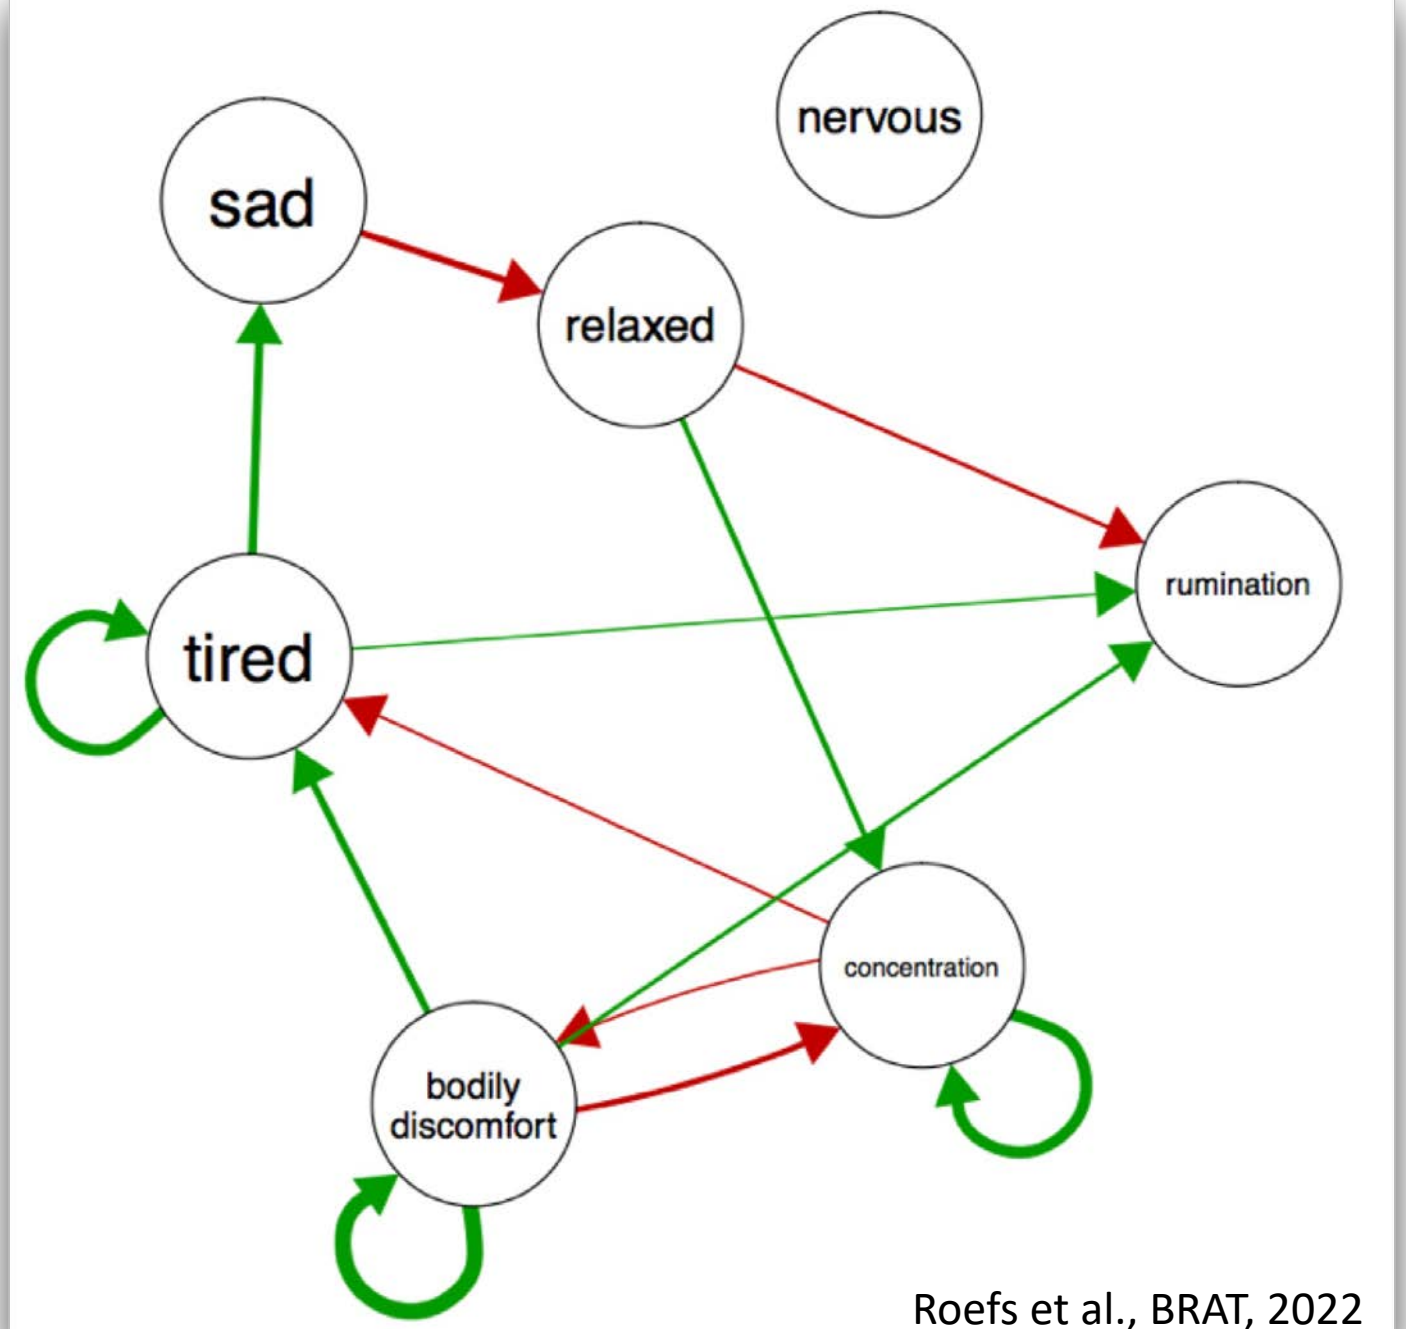 nervous
sad
relaxed
rumination
tired
concentration
bodily
discomfort
Roefs et al., BRAT, 2022